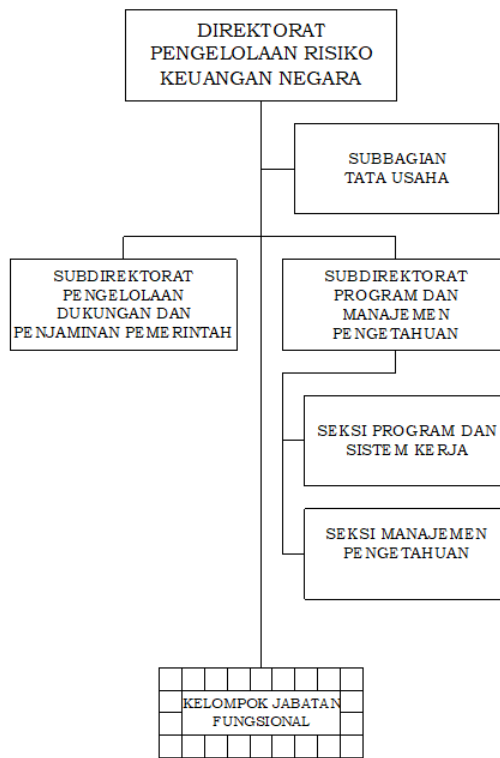 DIREKTORAT
PENGELOLAAN RISIKO
KEUANGAN NEGARA
SUBBAGIAN
TATA USAHA
SUBDIREKTORAT
PENGELOLAAN
DUKUNGAN DAN
PENJAMINAN PEMERINTAH
SUBDIREKTORAT
PROGRAM DAN
MANAJEMEN
PENGETAHUAN
SEKSI PROGRAM DAN
SISTEM KERJA
SEKSI MANAJEMEN
PENGETAHUAN
KELOMPOK JABATAN
FUNGSIONAL